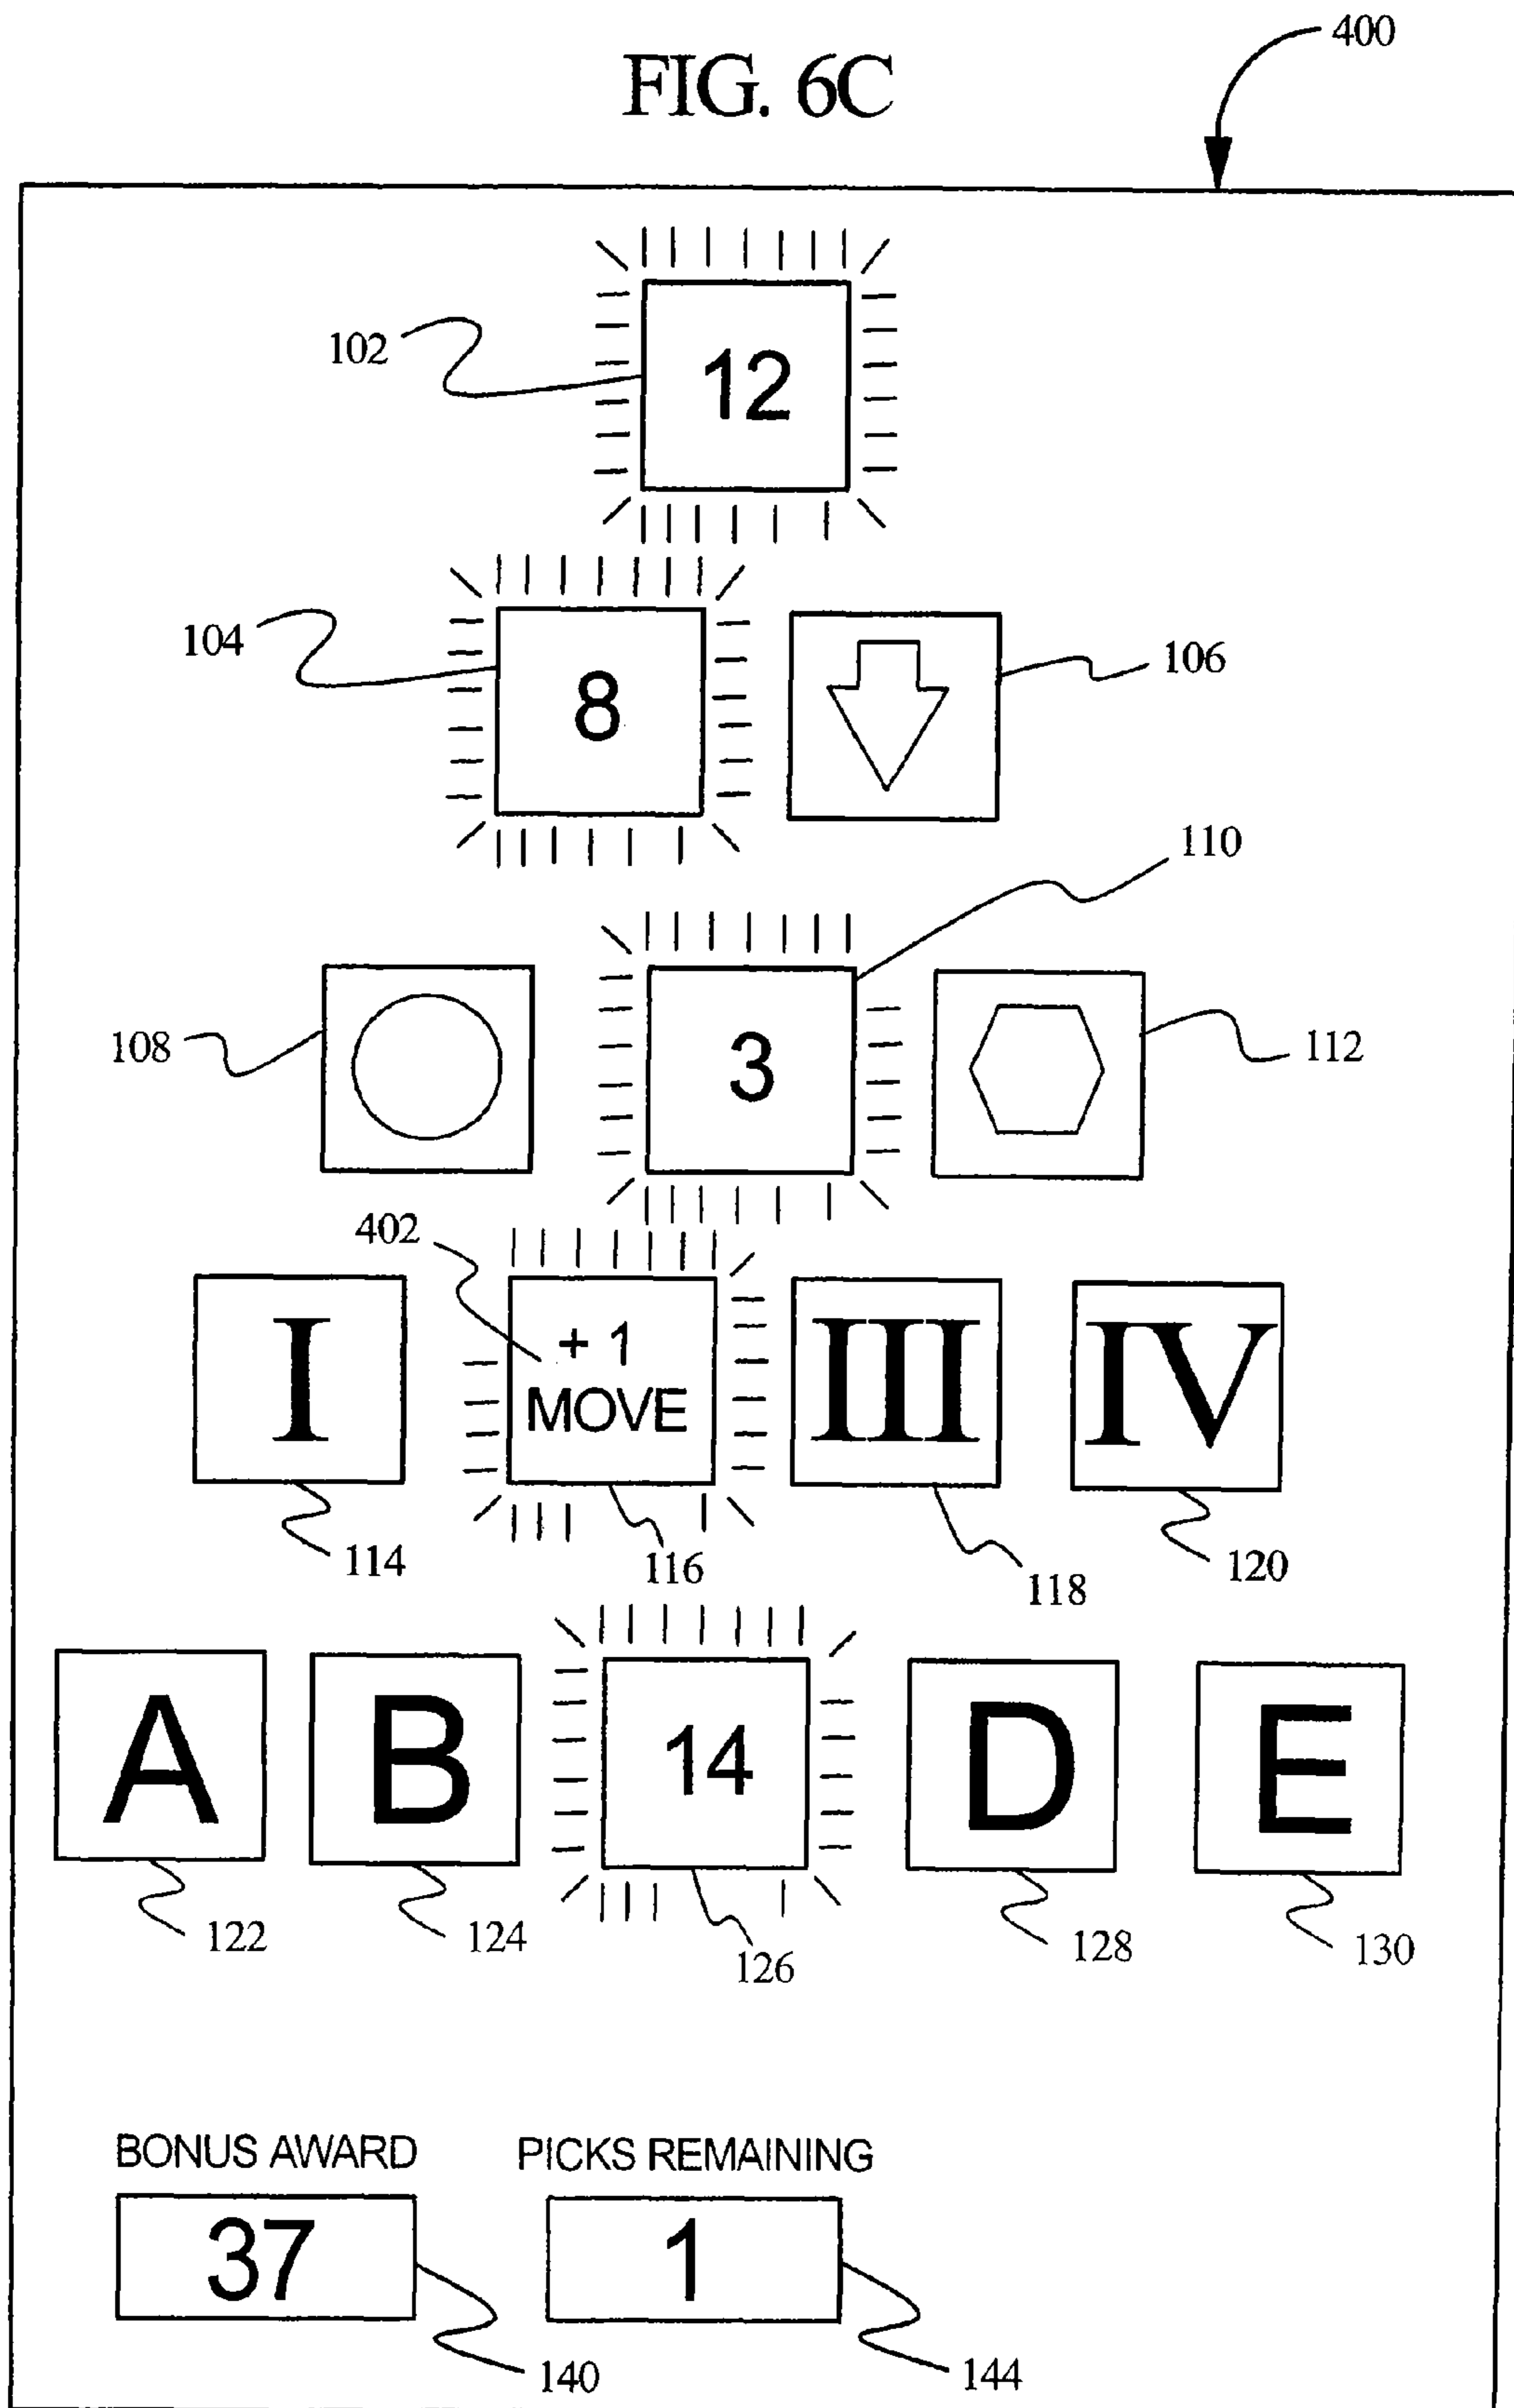 FIG. 6C
400
102
12
104
8
106
110
108
3
112
402
I
+ 1
MOVE
III
IV
114
116
118
120
A
B
14
D
E
122
124
126
128
130
BONUS AWARD
PICKS REMAINING
37
1
140
144